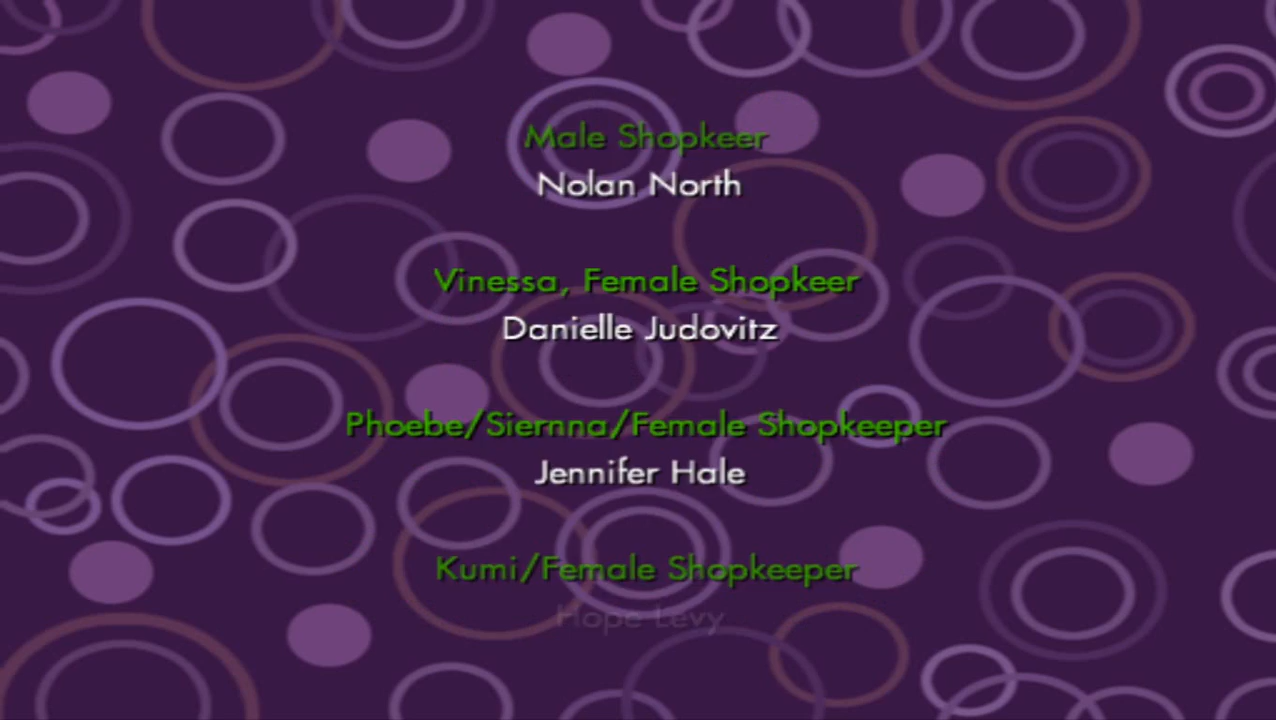 Male Shopkeer
Nolan North
Vinessa, Female Shopkeer
Danielle Judovitz
Phoebe/Siernna/Female Shopkeeper
Jennifer Hale
Kumi/Female Shopkeeper
Hope Levy